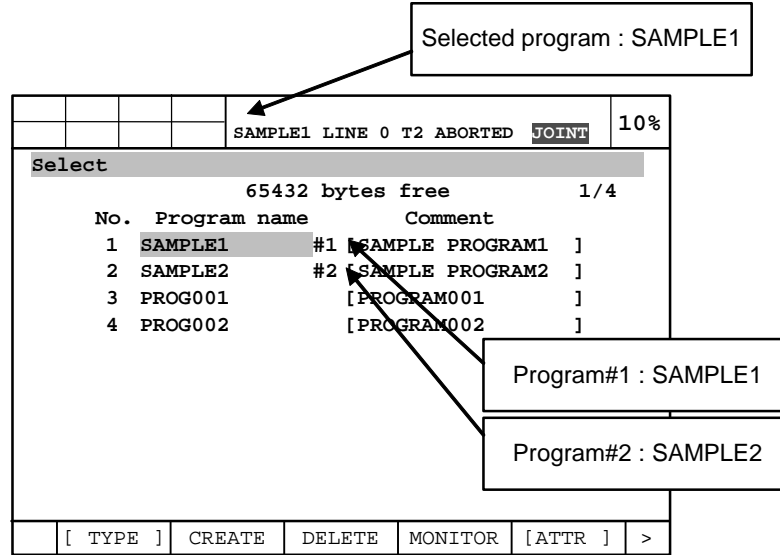 Selected program : SAMPLE1
SAMPLE1 LINE 0 T2 ABORTED JOINT 10%
Select
65432 bytes free 1/4
No. Program name Comment
1 SAMPLE1 #1 [SAMPLE PROGRAM1 ]
2 SAMPLE2 #2 [SAMPLE PROGRAM2 ]
3 PROG001 [PROGRAM001 ]
4 PROG002 [PROGRAM002 ]
Program#1 : SAMPLE1
Program#2 : SAMPLE2
[ TYPE ] CREATE DELETE MONITOR [ATTR ] >